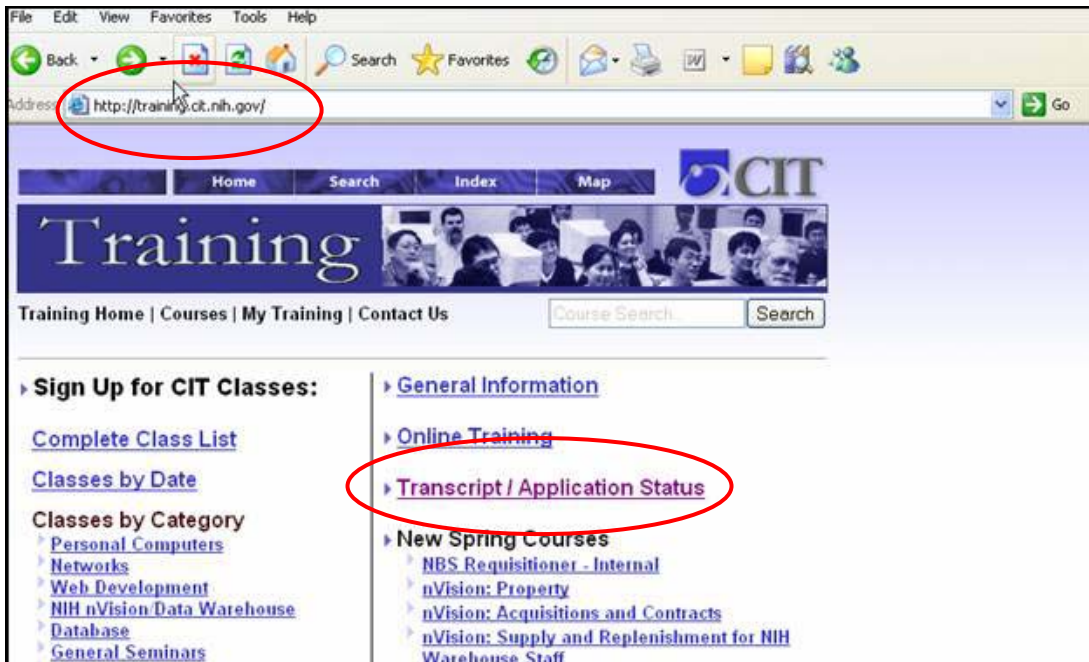 File Edit View Favorites Tools Help
Back Search Favorites
Address http://training.cit.nih.gov/ Go
Home Search Index Map CIT
Training
Training Home | Courses | My Training | Contact Us Course Search... Search
Sign Up for CIT Classes:
Complete Class List
Classes by Date
Classes by Category
Personal Computers
Networks
Web Development
NIH nVision/Data Warehouse
Database
General Seminars
General Information
Online Training
Transcript / Application Status
New Spring Courses
NBS Requisitioner - Internal
nVision: Property
nVision: Acquisitions and Contracts
nVision: Supply and Replenishment for NIH
Warehouse Staff